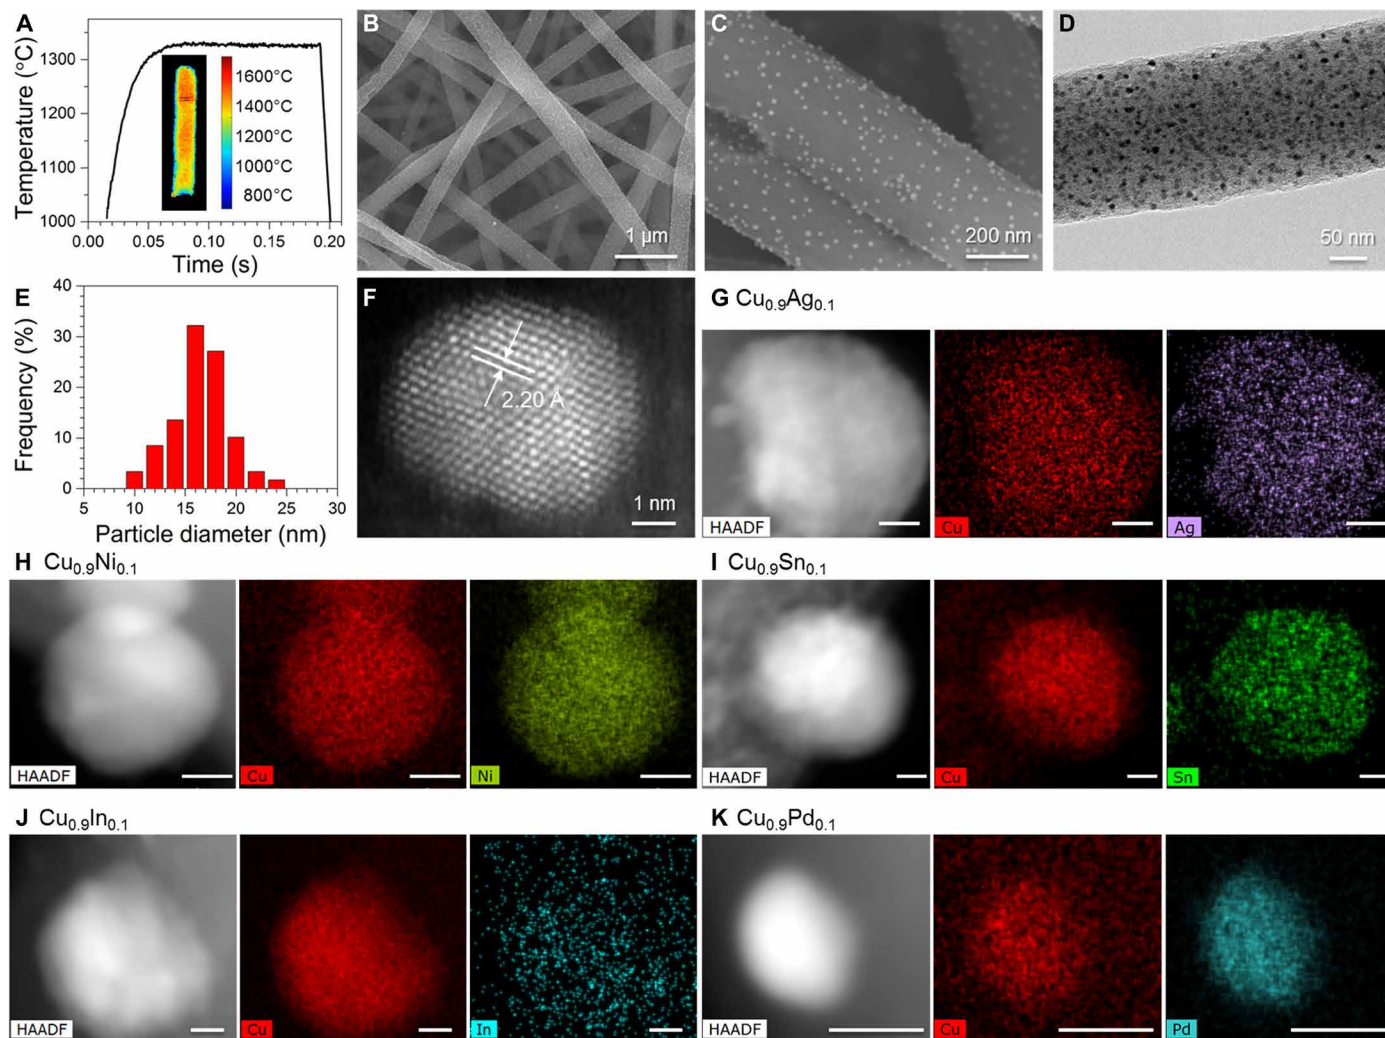 A
Temperature (°C)
1300
1200
1100
1000
0.00
0.05
0.10
0.15
0.20
Time (s)
1600°C
1400°C
1200°C
1000°C
800°C
B
1 µm
C
200 nm
D
50 nm
E
Frequency (%)
40
30
20
10
0
5
10
15
20
25
30
Particle diameter (nm)
F
2.20 Å
1 nm
G Cu0.9Ag0.1
HAADF
Cu
Ag
H Cu0.9Ni0.1
HAADF
Cu
Ni
I Cu0.9Sn0.1
HAADF
Cu
Sn
J Cu0.9In0.1
HAADF
Cu
In
K Cu0.9Pd0.1
HAADF
Cu
Pd